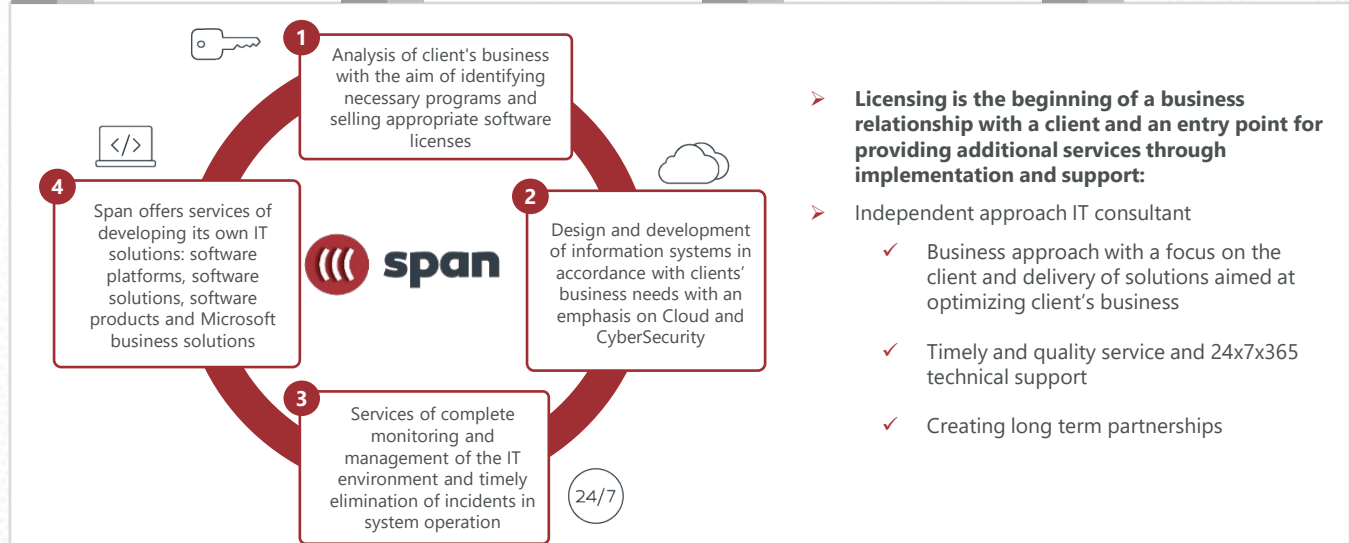 1
Analysis of client's business
with the aim of identifying
necessary programs and
selling appropriate software
licenses
2
Design and development
of information systems in
accordance with clients’
business needs with an
emphasis on Cloud and
CyberSecurity
3
Services of complete
monitoring and
management of the IT
environment and timely
elimination of incidents in
system operation
24/7
4
</>
Span offers services of
developing its own IT
solutions: software
platforms, software
solutions, software
products and Microsoft
business solutions
span
Licensing is the beginning of a business
relationship with a client and an entry point for
providing additional services through
implementation and support:
Independent approach IT consultant
Business approach with a focus on the
client and delivery of solutions aimed at
optimizing client’s business
Timely and quality service and 24x7x365
technical support
Creating long term partnerships